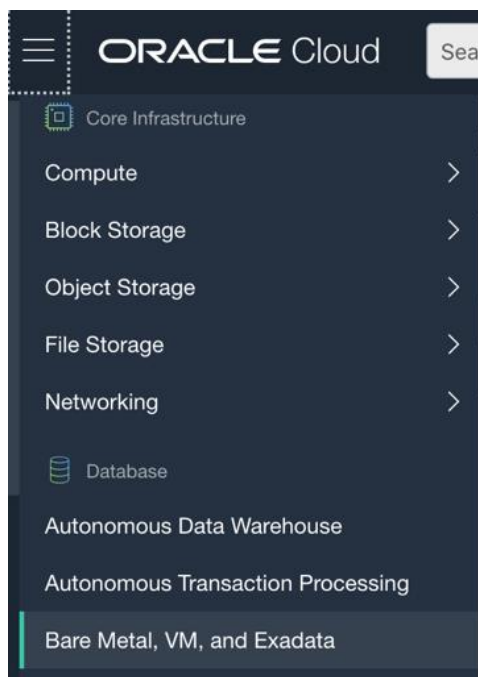 ORACLE Cloud
Sea
Core Infrastructure
Compute
Block Storage
Object Storage
File Storage
Networking
Database
Autonomous Data Warehouse
Autonomous Transaction Processing
Bare Metal, VM, and Exadata